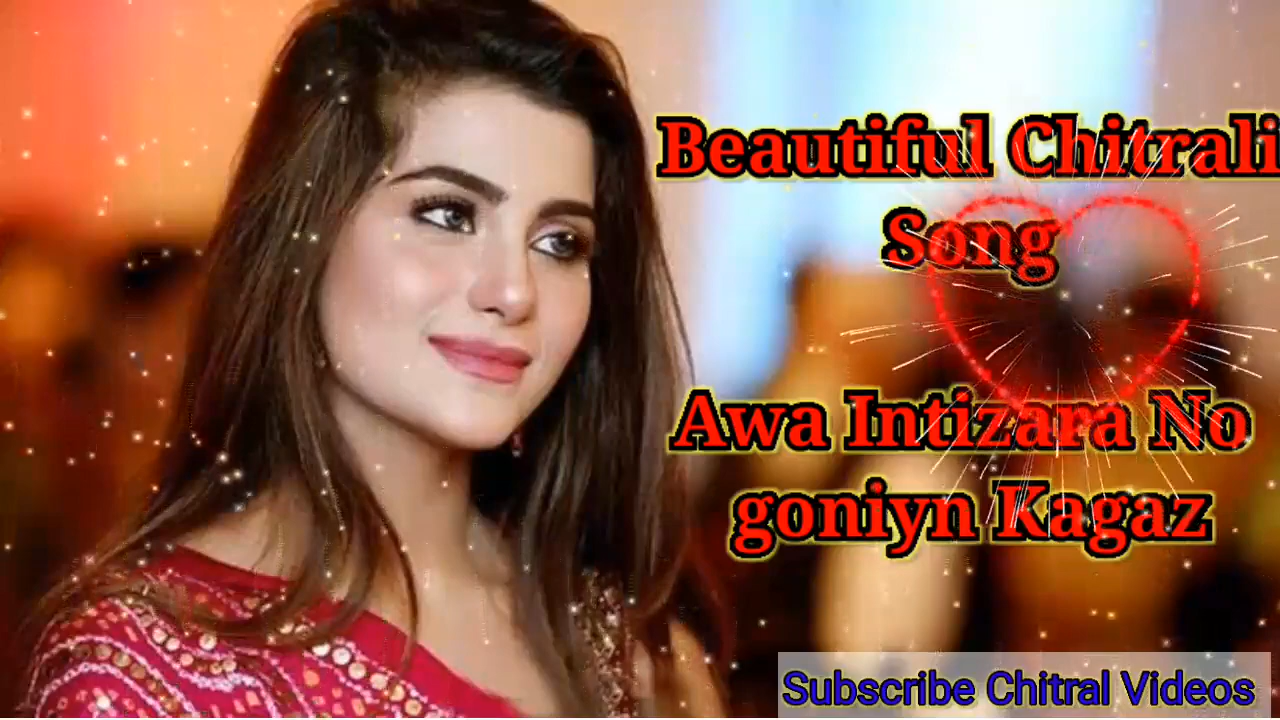 Beautiful Chitrali
Song
Awa Intizara No
goniyn Kagaz
Subscribe Chitral Videos